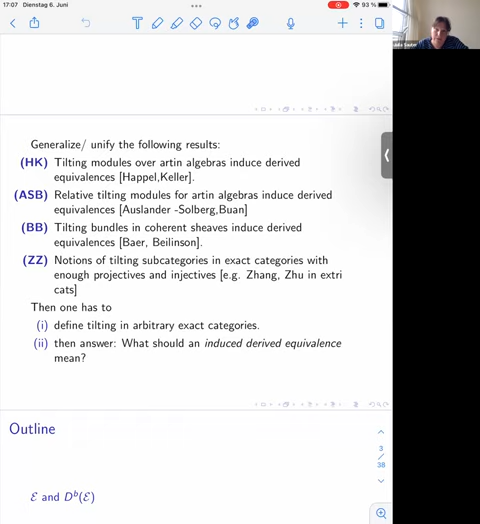 17:07 Dienstag 6. Juni
93 %
Generalize/ unify the following results:
(HK) Tilting modules over artin algebras induce derived
equivalences [Happel,Keller].
(ASB) Relative tilting modules for artin algebras induce derived
equivalences [Auslander -Solberg,Buan]
(BB) Tilting bundles in coherent sheaves induce derived
equivalences [Baer, Beilinson].
(ZZ) Notions of tilting subcategories in exact categories with
enough projectives and injectives [e.g. Zhang, Zhu in extri
cats]
Then one has to
(i) define tilting in arbitrary exact categories.
(ii) then answer: What should an induced derived equivalence
mean?
3
/
38
Outline
ℰ and Dᵇ(ℰ)